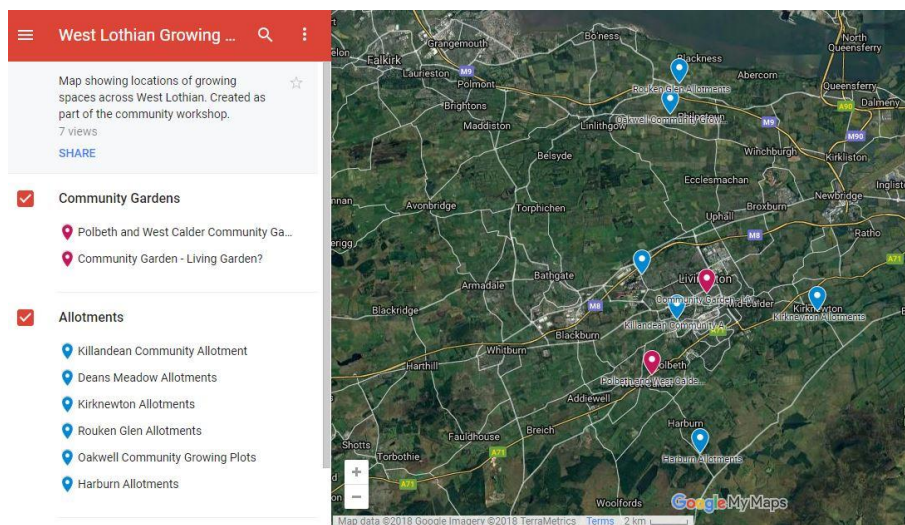 West Lothian Growing ...
Map showing locations of growing
spaces across West Lothian. Created as
part of the community workshop.
7 views
SHARE
Community Gardens
Polbeth and West Calder Community Ga...
Community Garden - Living Garden?
Allotments
Killandean Community Allotment
Deans Meadow Allotments
Kirknewton Allotments
Rouken Glen Allotments
Oakwell Community Growing Plots
Harburn Allotments
Bo'ness
North
Queensferry
Grangemouth
Falkirk
Blackness
Laurieston
M9
Polmont
Abercorn
Rouken Glen Allotments
Queensferry
Brightons
A90
Dalmeny
Maddiston
Linlithgow
Oakwell Community Grow...
M9
M90
Winchburgh
Kirkliston
Belsyde
Ecclesmachan
Newbridge
Inglist
Avonbridge
Torphichen
Broxburn
Uphall
M8
Ratho
A71
Bathgate
Armadale
M8
Blackridge
Kirknewton
Kirknewton Allotments
Killandean Community A...
A71
Blackburn
Whitburn
Harthill
Polbeth
Polbeth and West Calde...
Addiewell
Breich
Harburn
Fauldhouse
Shotts
Torbothie
A71
A71
Harburn Allotments
+
−
Woolfords
Google My Maps
Map data ©2018 Google Imagery ©2018 TerraMetrics Terms 2 km